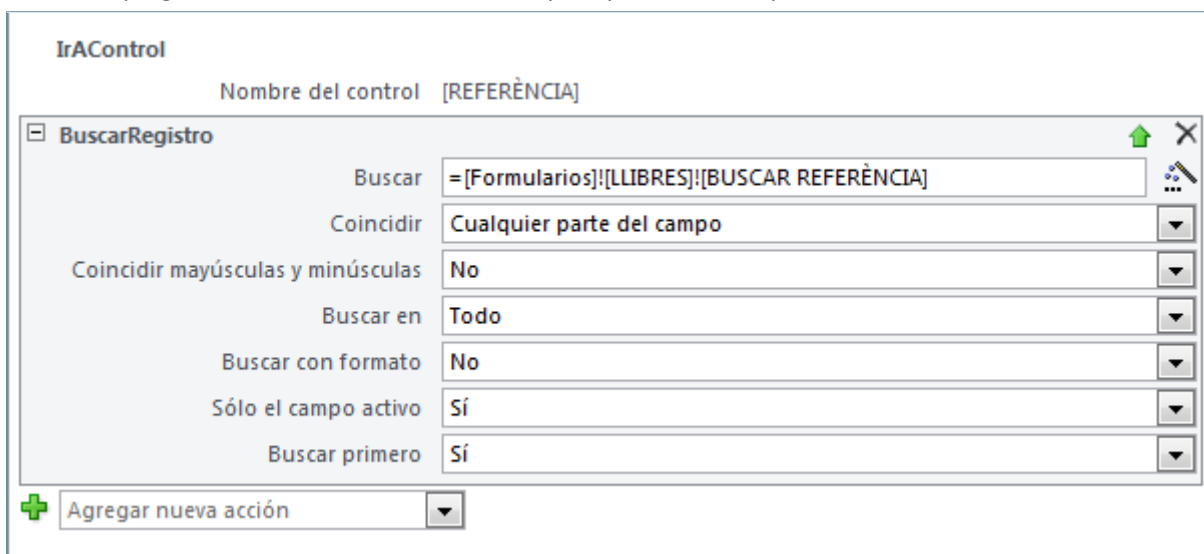 IrAControl
Nombre del control [REFERÈNCIA]
BuscarRegistro
Buscar =[Formularios]![LLIBRES]![BUSCAR REFERÈNCIA]
Coincidir Cualquier parte del campo
Coincidir mayúsculas y minúsculas No
Buscar en Todo
Buscar con formato No
Sólo el campo activo Sí
Buscar primero Sí
Agregar nueva acción